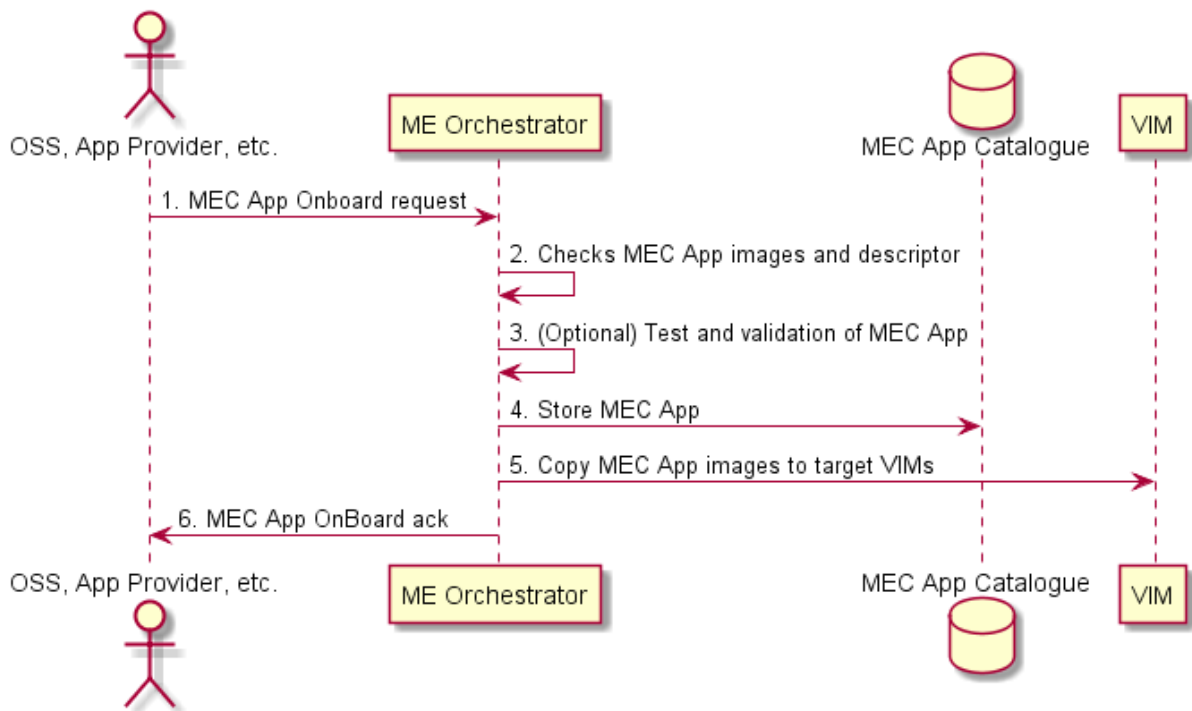 OSS, App Provider, etc.
ME Orchestrator
MEC App Catalogue
VIM
1. MEC App Onboard request
2. Checks MEC App images and descriptor
3. (Optional) Test and validation of MEC App
4. Store MEC App
5. Copy MEC App images to target VIMs
6. MEC App OnBoard ack
OSS, App Provider, etc.
ME Orchestrator
MEC App Catalogue
VIM